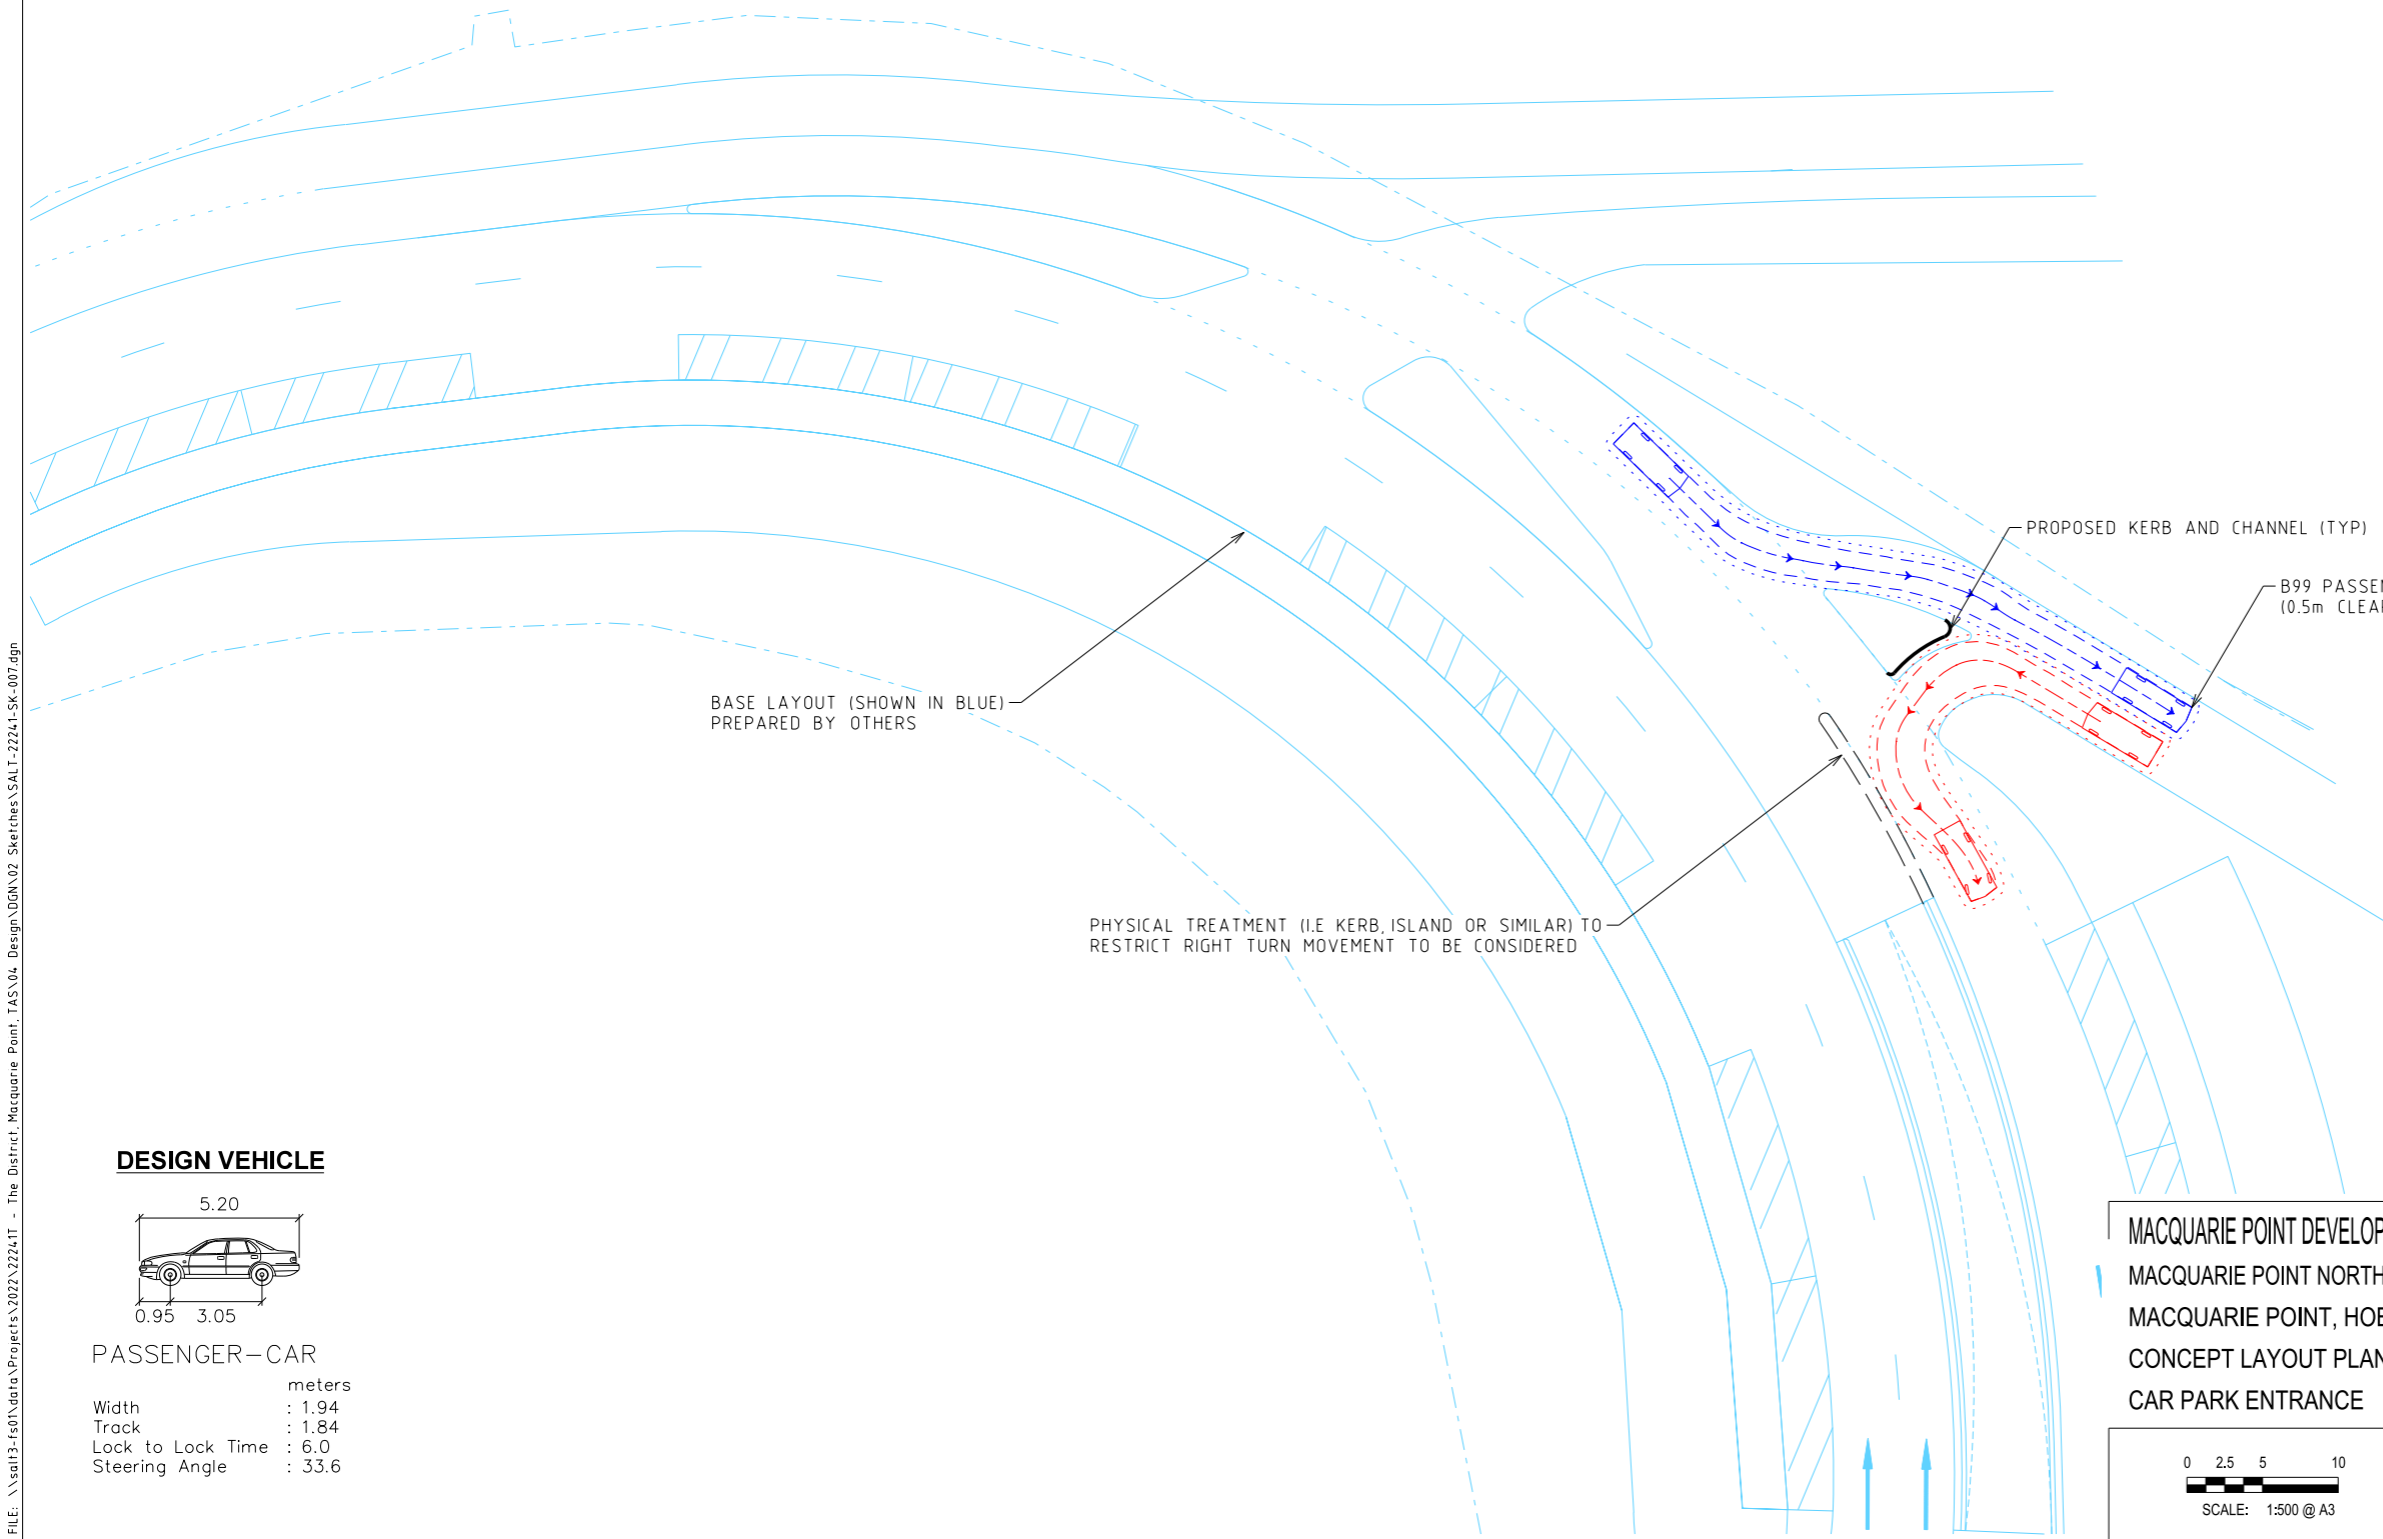 PROPOSED KERB AND CHANNEL (TYP)
B99
(0.5m
BASE LAYOUT (SHOWN IN BLUE)
PREPARED BY OTHERS
PHYSICAL TREATMENT (I.E KERB, ISLAND OR SIMILAR) TO
RESTRICT RIGHT TURN MOVEMENT TO BE CONSIDERED
FILE: \\salt3-fs01\data\Projects\2022\22241T - The District, Macquarie Point, TAS\04 Design\DGN\02 Sketches\SALT-22241-SK-007.dgn
DESIGN VEHICLE
5.20
0.95 3.05
PASSENGER-CAR
meters
Width : 1.94
Track : 1.84
Lock to Lock Time : 6.0
Steering Angle : 33.6
MACQUARIE POINT
MACQUARIE POINT
MACQUARIE POINT,
CONCEPT LAYOUT PLAN
CAR PARK ENTRANCE
0 2.5 5 10
SCALE: 1:500 @ A3